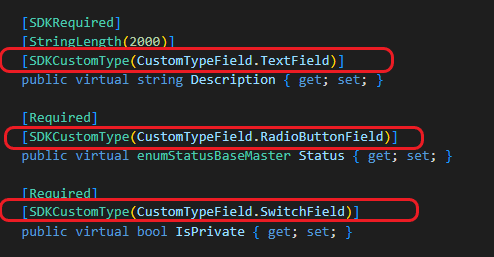 [SDKRequired]
[StringLength(2000)]
[SDKCustomType(CustomTypeField.TextField)]
public virtual string Description { get; set; }
[Required]
[SDKCustomType(CustomTypeField.RadioButtonField)]
public virtual enumStatusBaseMaster Status { get; set; }
[Required]
[SDKCustomType(CustomTypeField.SwitchField)]
public virtual bool IsPrivate { get; set; }